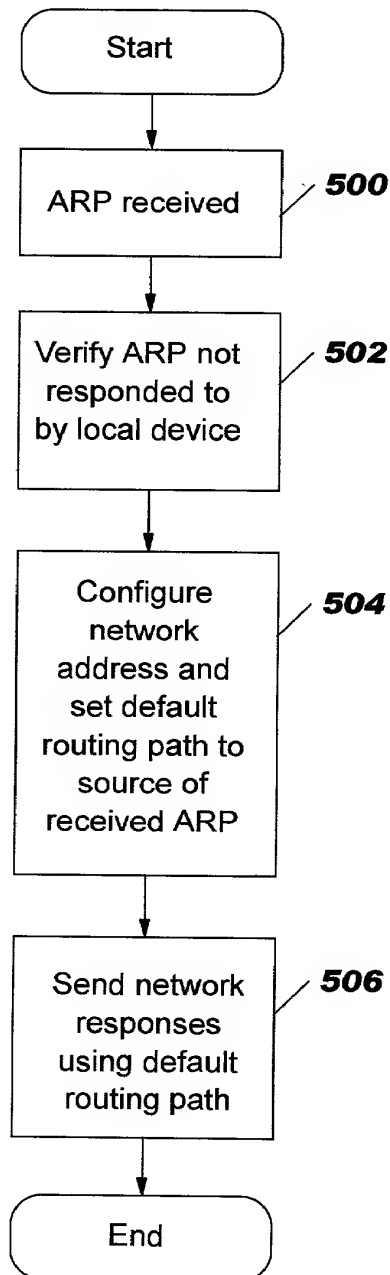 Start
ARP received
500
Verify ARP not
responded to
by local device
502
Configure
network
address and
set default
routing path to
source of
received ARP
504
Send network
responses
using default
routing path
506
End